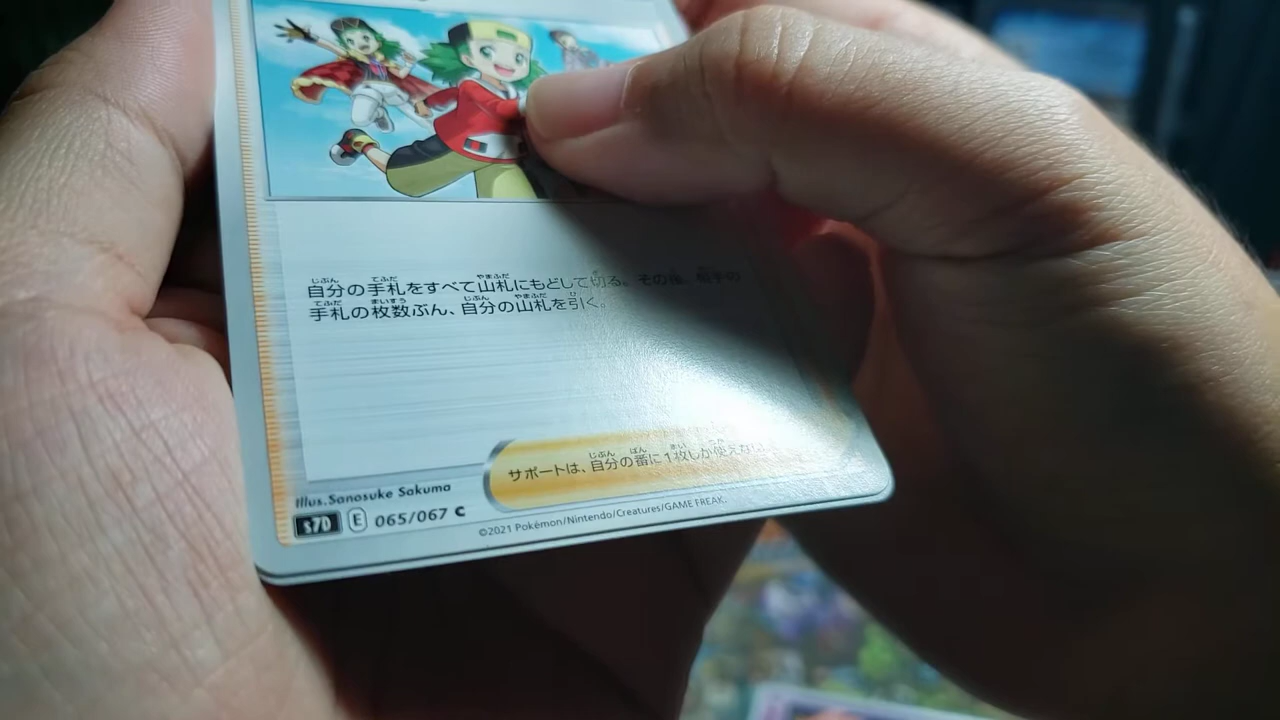 自分の手札をすべて山札にもどして切る。その後、相手の
手札の枚数ぶん、自分の山札を引く。
サポートは、自分の番に1枚しか使えない
Illus.Sanosuke Sakuma
S7D E 065/067 C
©2021 Pokémon/Nintendo/Creatures/GAME FREAK.